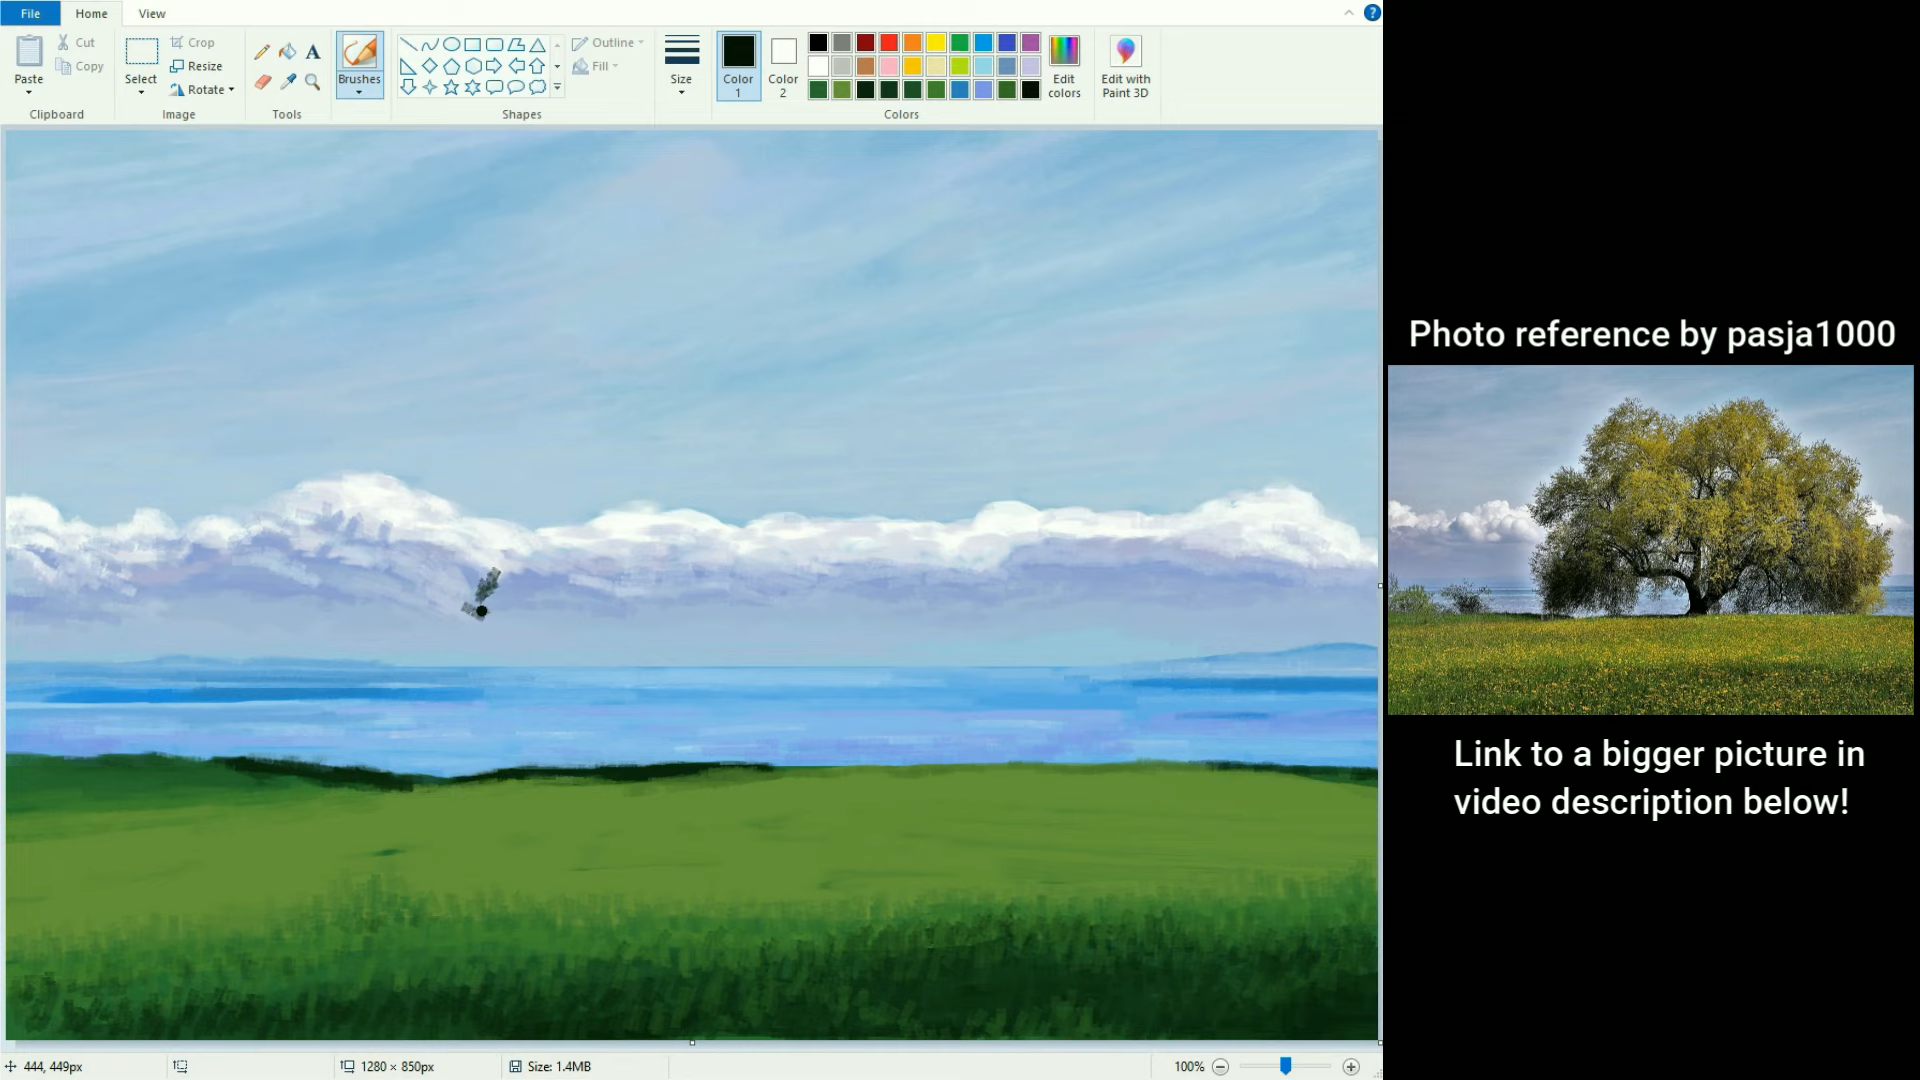 File Home View
Cut
Copy
Paste
Clipboard
Select
Crop
Resize
Rotate
Image
Tools
Brushes
Outline
Fill
Shapes
Size
Color
1
Color
2
Edit
colors
Colors
Edit with
Paint 3D
Photo reference by pasja1000
Link to a bigger picture in
video description below!
444, 449px
1280 × 850px
Size: 1.4MB
100%